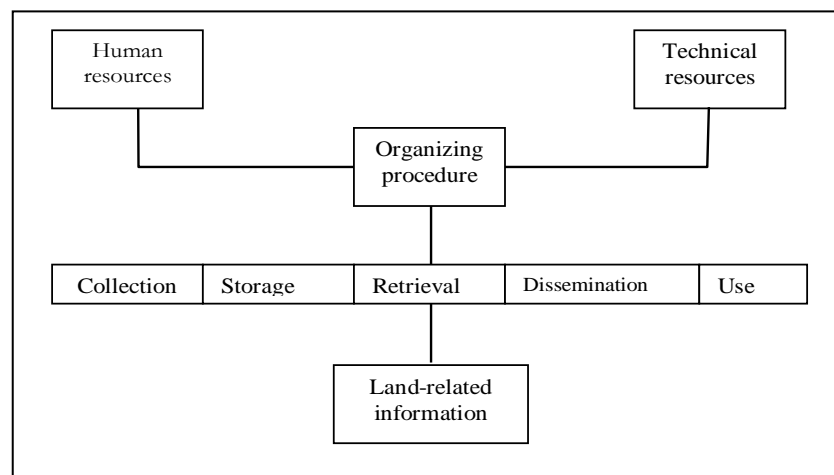 Human
resources
Technical
resources
Organizing
procedure
Collection
Storage
Retrieval
Dissemination
Use
Land-related
information